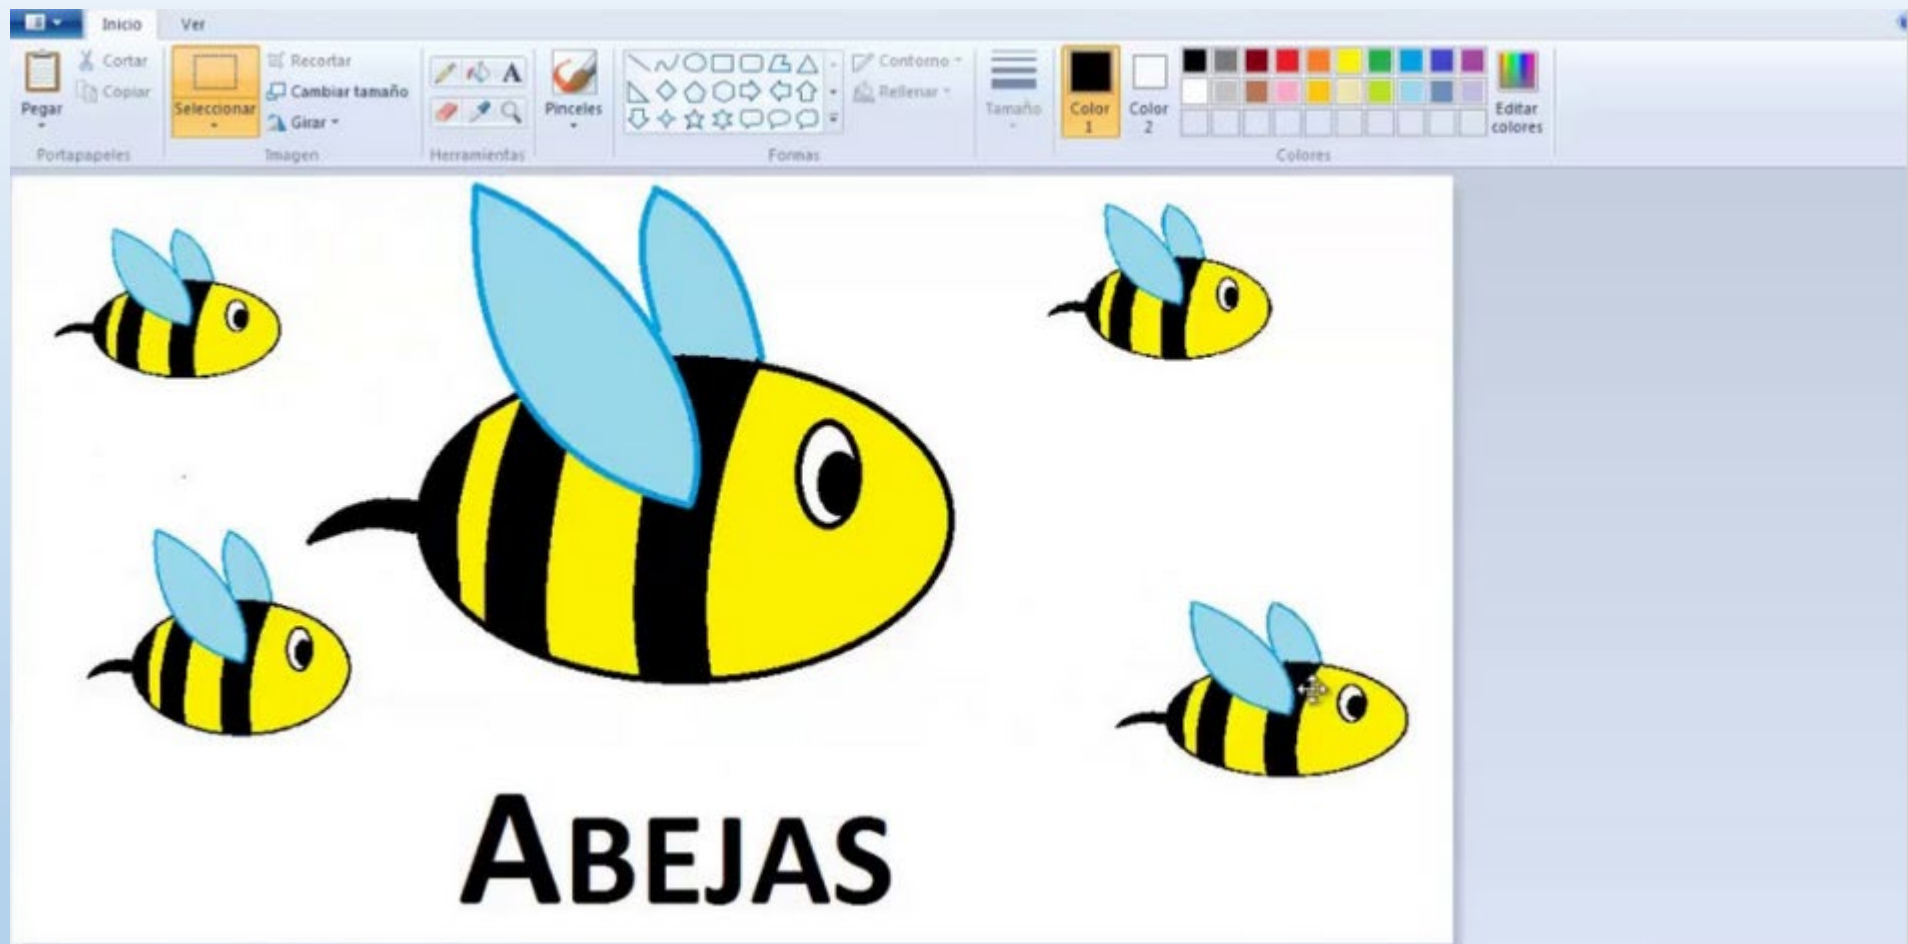 Inicio Ver
Pegar
Cortar
Copiar
Portapapeles
Seleccionar
Recortar
Cambiar tamaño
Girar
Imagen
A
Herramientas
Pinceles
Contorno
Rellenar
Formas
Tamaño
Color
1
Color
2
Editar
colores
Colores
ABEJAS